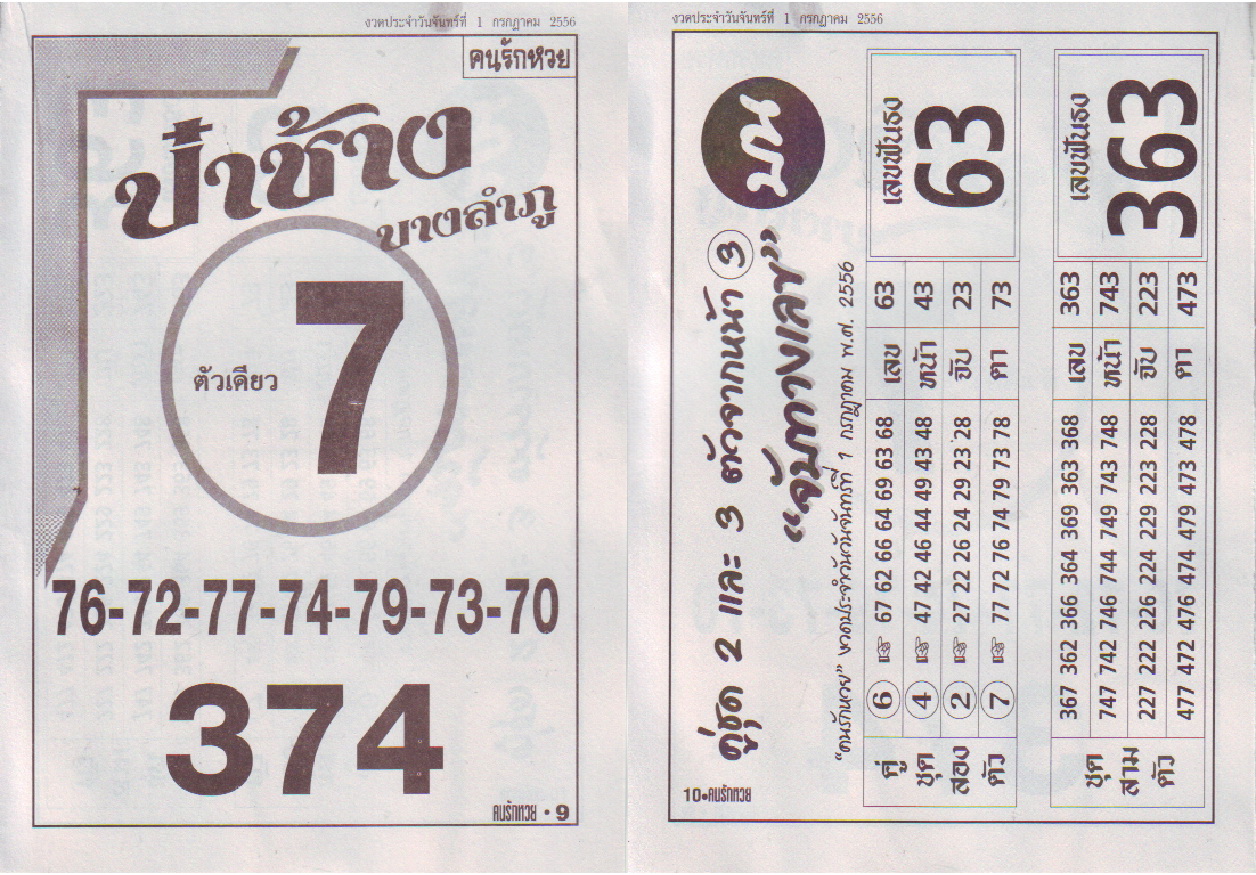 งวดประจำวันจันทร์ที่ 1 กรกฎาคม 2556
คนรักหวย
ป๋าช้าง
บางลำภู
ตัวเดียว
7
76-72-77-74-79-73-70
374
คนรักหวย • 9
งวดประจำวันจันทร์ที่ 1 กรกฎาคม 2556
บน
คู่ชุด 2 และ 3 ตัวจากหน้า 3
“จับทางเลข”
“คนรักหวย” งวดประจำวันจันทร์ที่ 1 กรกฎาคม พ.ศ. 2556
คู่ 6 ☞ 67 62 66 64 69 63 68 เลข 63
ชุด 4 ☞ 47 42 46 44 49 43 48 หน้า 43
สอง 2 ☞ 27 22 26 24 29 23 28 จับ 23
ตัว 7 ☞ 77 72 76 74 79 73 78 ตา 73
เลขฟันธง
63
ชุด
สาม
ตัว
367 362 366 364 369 363 368 เลข 363
747 742 746 744 749 743 748 หน้า 743
227 222 226 224 229 223 228 จับ 223
477 472 476 474 479 473 478 ตา 473
เลขฟันธง
363
10•คนรักหวย